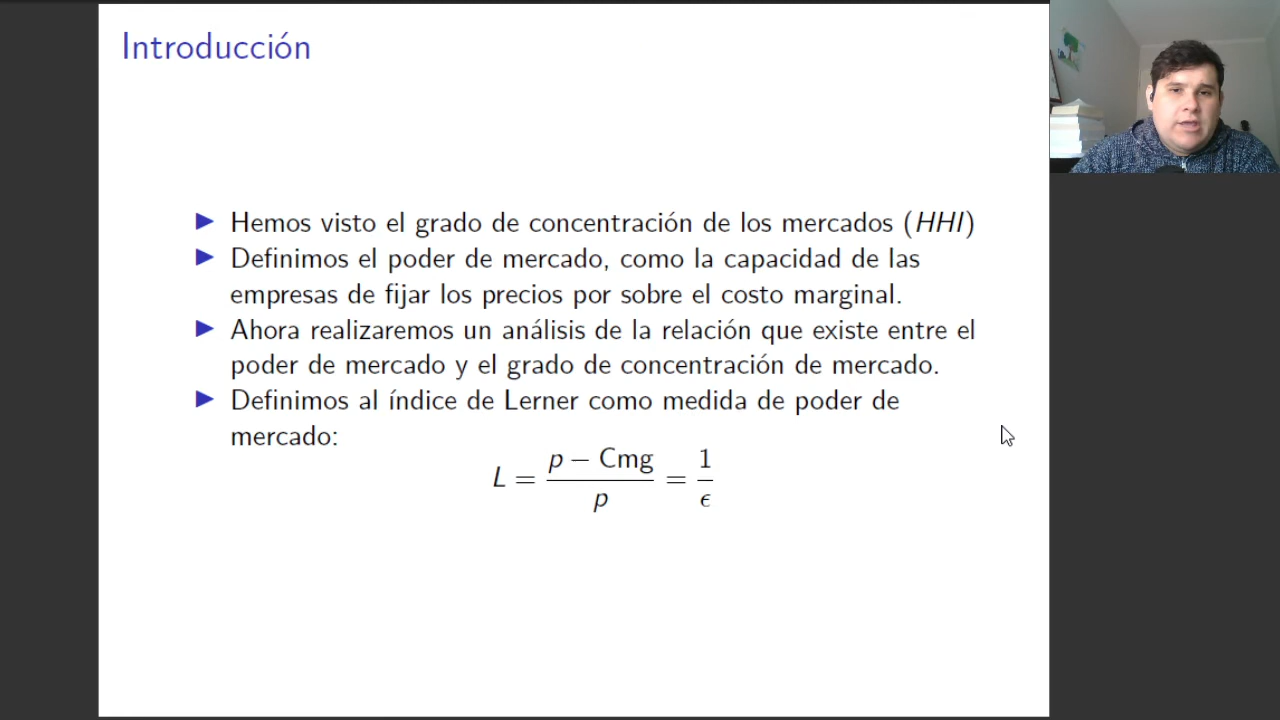 Introducción
▶ Hemos visto el grado de concentración de los mercados (HHI)
▶ Definimos el poder de mercado, como la capacidad de las
empresas de fijar los precios por sobre el costo marginal.
▶ Ahora realizaremos un análisis de la relación que existe entre el
poder de mercado y el grado de concentración de mercado.
▶ Definimos al índice de Lerner como medida de poder de
mercado:
L = (p − Cmg)/p = 1/ϵ